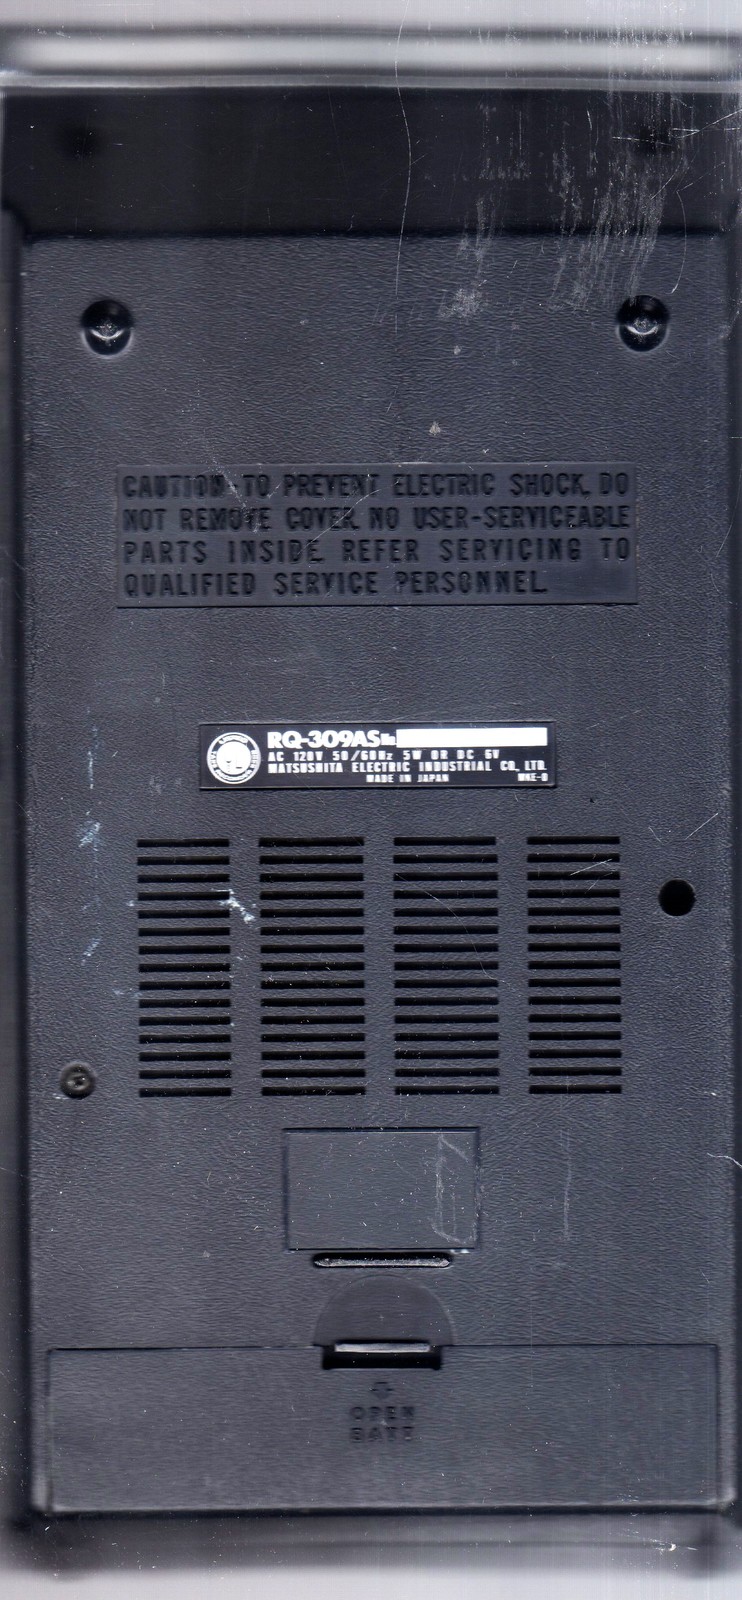 CAUTION-TO PREVENT ELECTRIC SHOCK, DO
NOT REMOVE COVER. NO USER-SERVICEABLE
PARTS INSIDE. REFER SERVICING TO
QUALIFIED SERVICE PERSONNEL.
RQ-309AS No.
AC 120V 50/60Hz 5W OR DC 6V
MATSUSHITA ELECTRIC INDUSTRIAL CO., LTD.
MADE IN JAPAN
OPEN